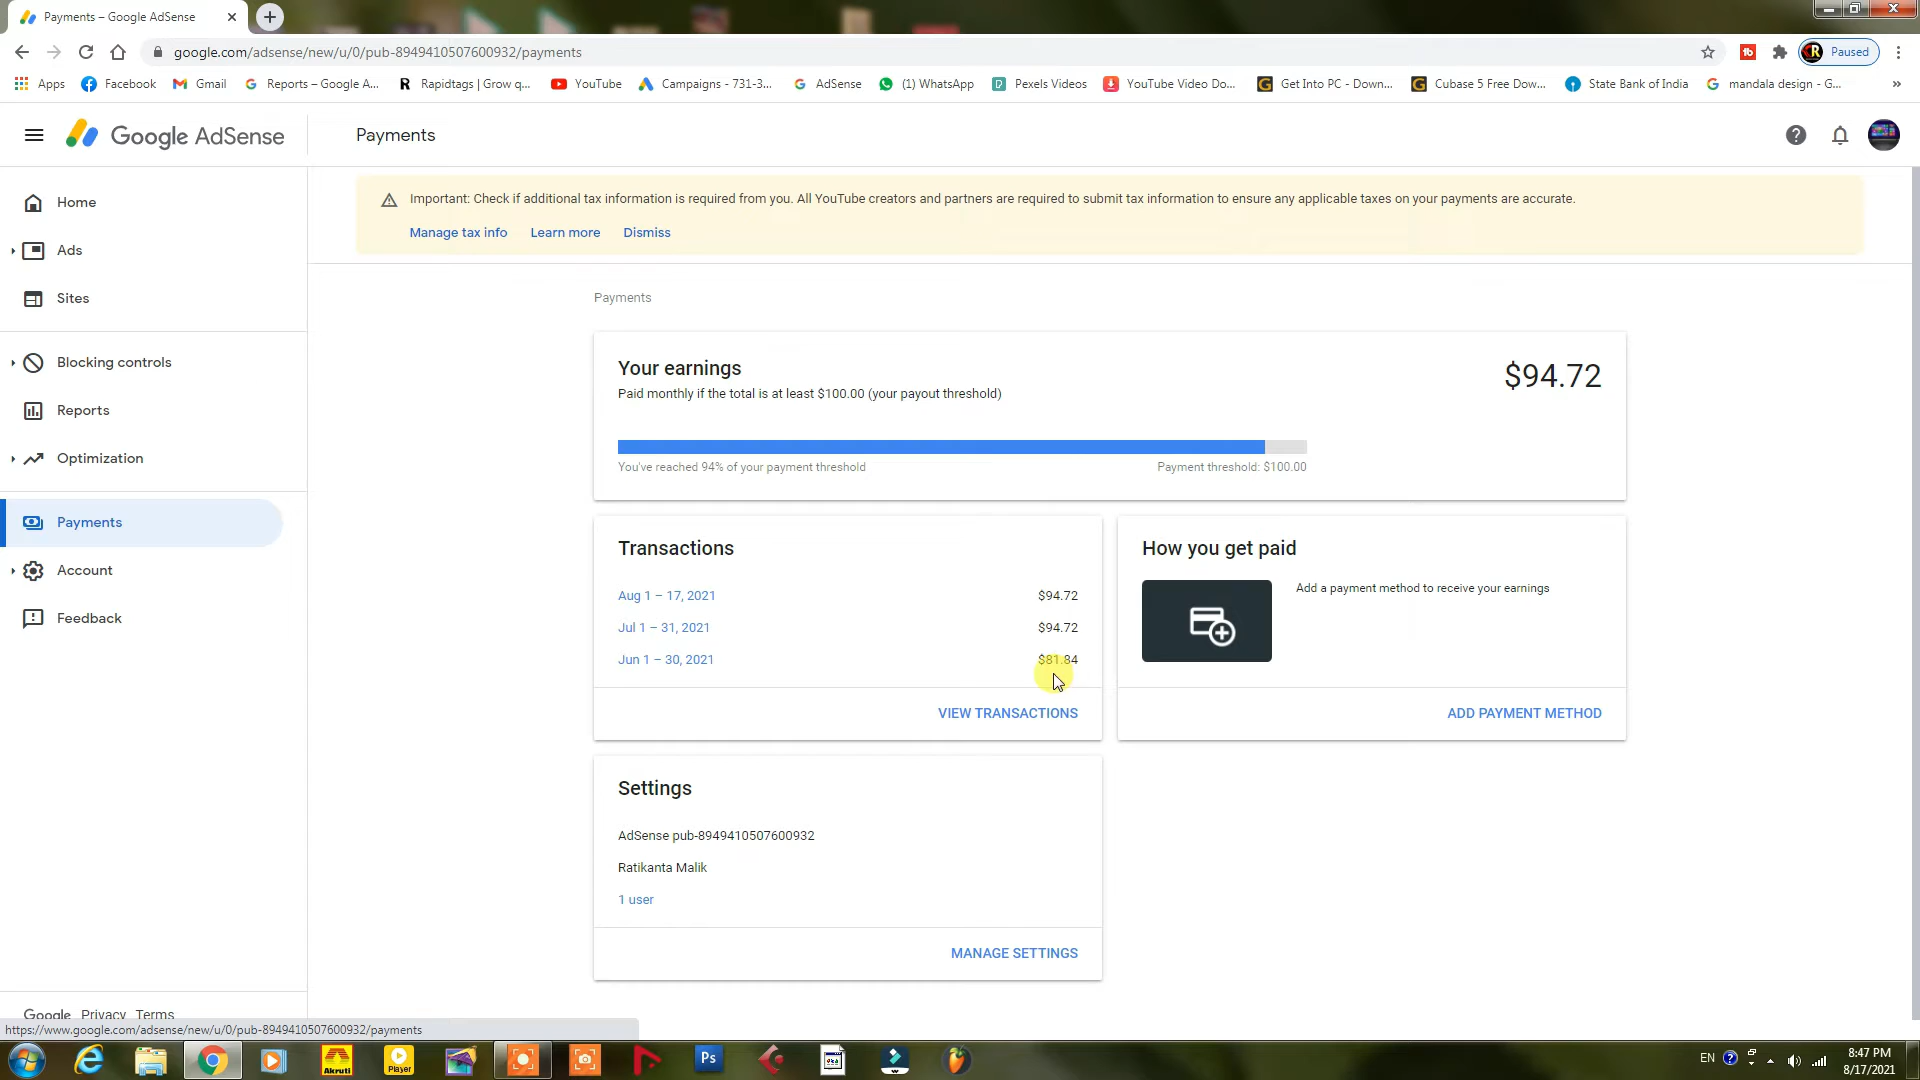 Payments – Google AdSense
google.com/adsense/new/u/0/pub-8949410507600932/payments
Paused
Apps
Facebook
Gmail
Reports – Google A...
Rapidtags | Grow q...
YouTube
Campaigns - 731-3...
AdSense
(1) WhatsApp
Pexels Videos
YouTube Video Do...
Get Into PC - Down...
Cubase 5 Free Dow...
State Bank of India
mandala design - G...
»
Google AdSense
Payments
Home
Ads
Sites
Blocking controls
Reports
Optimization
Payments
Account
Feedback
Google Privacy Terms
https://www.google.com/adsense/new/u/0/pub-8949410507600932/payments
Important: Check if additional tax information is required from you. All YouTube creators and partners are required to submit tax information to ensure any applicable taxes on your payments are accurate.
Manage tax info Learn more Dismiss
Payments
Your earnings
$94.72
Paid monthly if the total is at least $100.00 (your payout threshold)
You've reached 94% of your payment threshold
Payment threshold: $100.00
Transactions
Aug 1 – 17, 2021 $94.72
Jul 1 – 31, 2021 $94.72
Jun 1 – 30, 2021 $81.84
VIEW TRANSACTIONS
How you get paid
Add a payment method to receive your earnings
ADD PAYMENT METHOD
Settings
AdSense pub-8949410507600932
Ratikanta Malik
1 user
MANAGE SETTINGS
Akruti
Player
Ps
EN
8:47 PM
8/17/2021